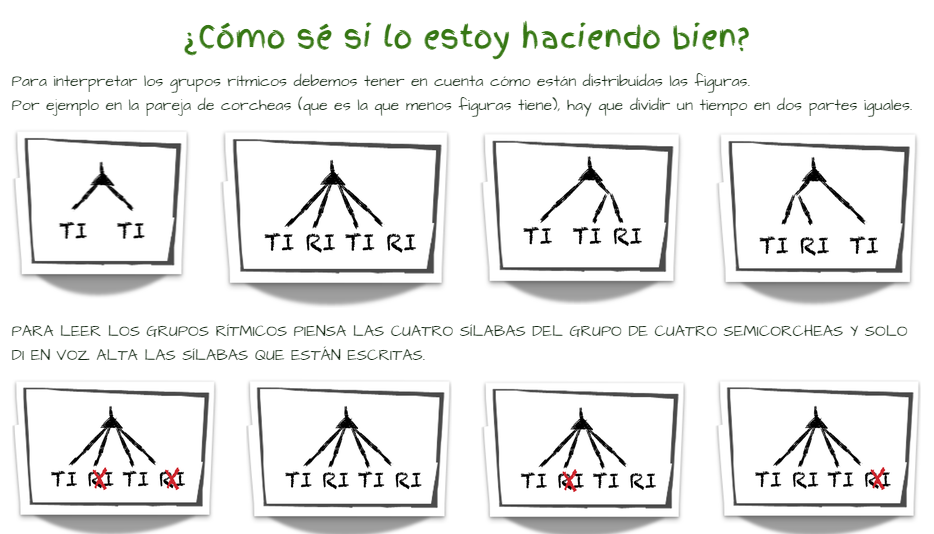 ¿Cómo sé si lo estoy haciendo bien?
Para interpretar los grupos rítmicos debemos tener en cuenta cómo están distribuidas las figuras.
Por ejemplo en la pareja de corcheas (que es la que menos figuras tiene), hay que dividir un tiempo en dos partes iguales.
TI TI
TI RI TI RI
TI TI RI
TI RI TI
PARA LEER LOS GRUPOS RÍTMICOS PIENSA LAS CUATRO SÍLABAS DEL GRUPO DE CUATRO SEMICORCHEAS Y SOLO
DI EN VOZ ALTA LAS SÍLABAS QUE ESTÁN ESCRITAS.
TI RI TI RI
TI RI TI RI
TI RI TI RI
TI RI TI RI